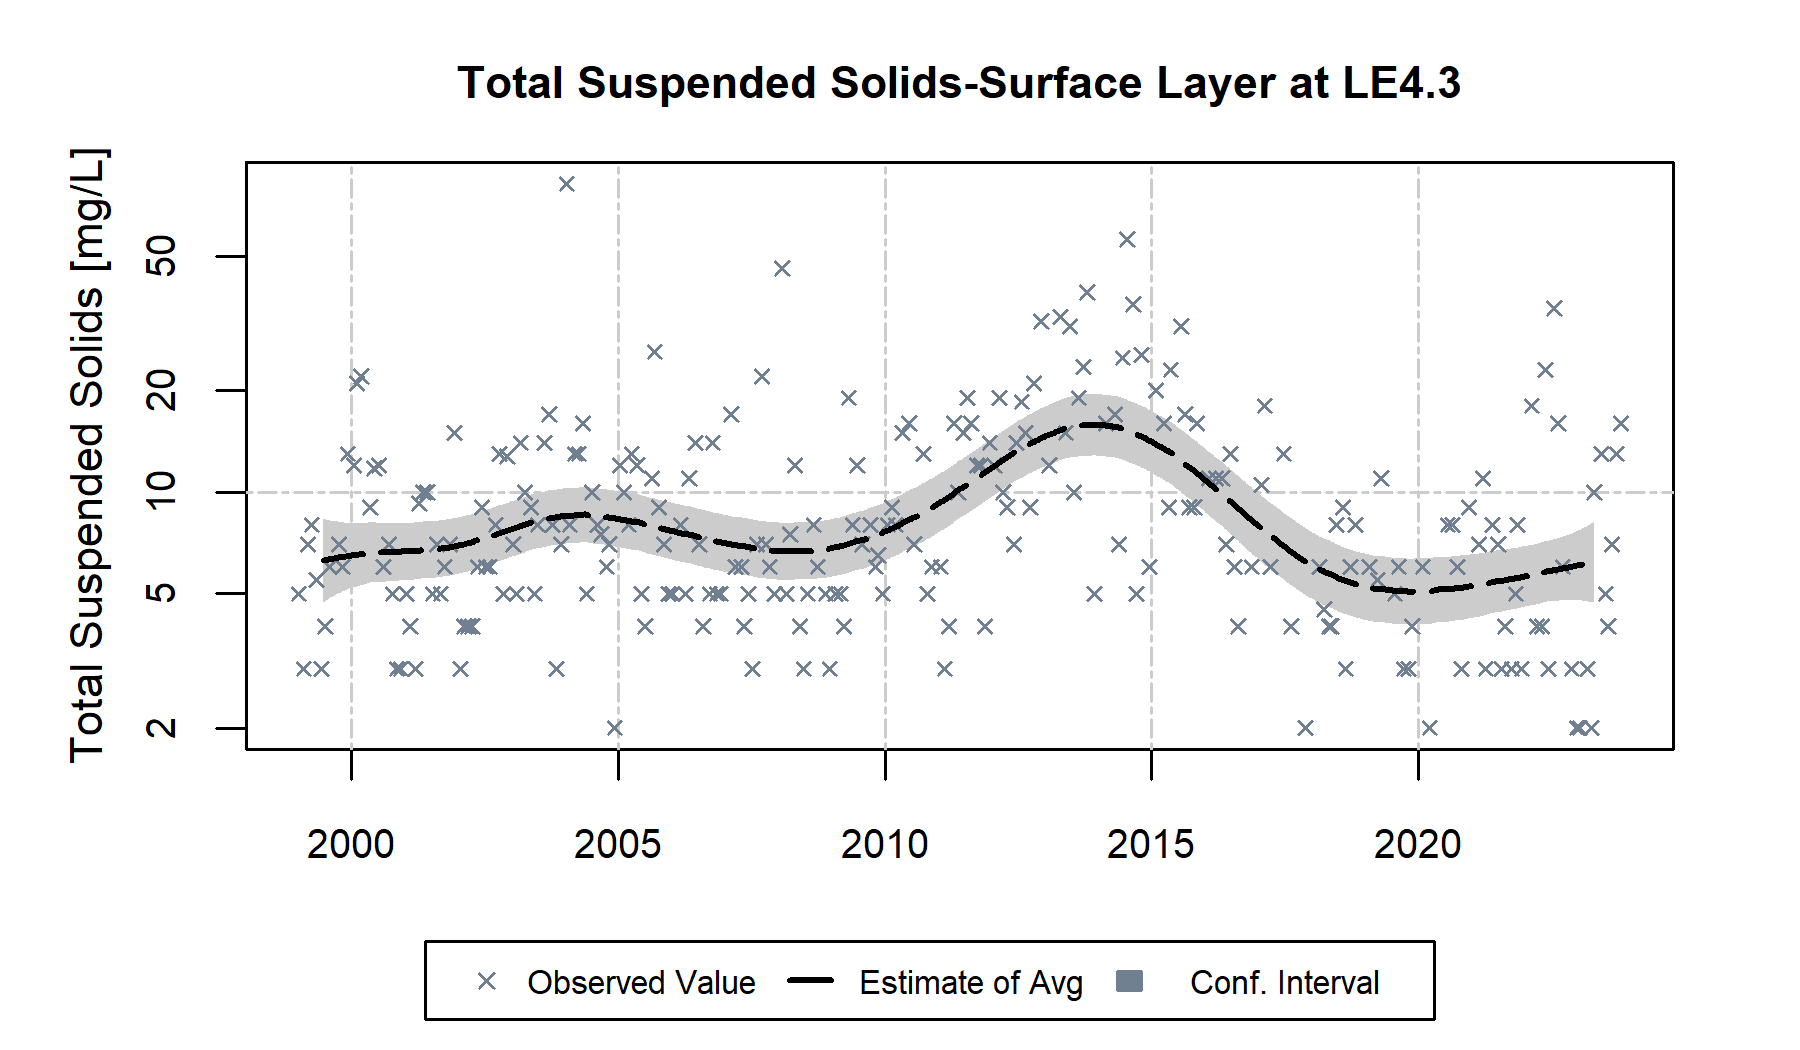 Total Suspended Solids-Surface Layer at LE4.3
Total Suspended Solids [mg/L]
50
20
10
5
2
2000 2005 2010 2015 2020
Observed Value Estimate of Avg Conf. Interval